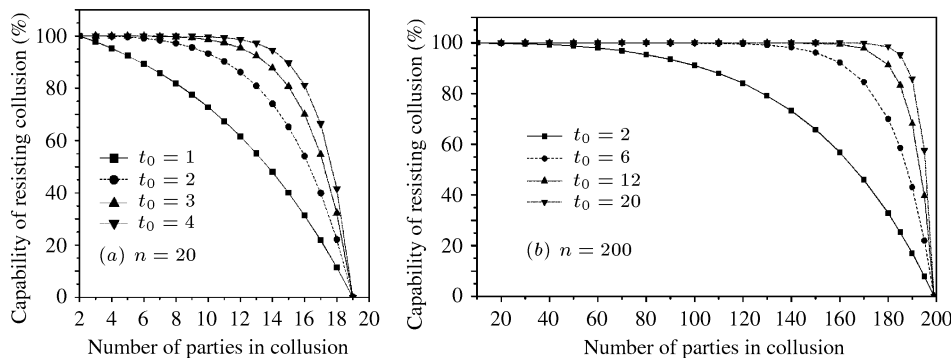 Capability of resisting collusion (%)
100
80
60
40
20
0
t₀ = 1
t₀ = 2
t₀ = 3
t₀ = 4
(a) n = 20
2 4 6 8 10 12 14 16 18 20
Number of parties in collusion
Capability of resisting collusion (%)
100
80
60
40
20
0
t₀ = 2
t₀ = 6
t₀ = 12
t₀ = 20
(b) n = 200
20 40 60 80 100 120 140 160 180 200
Number of parties in collusion